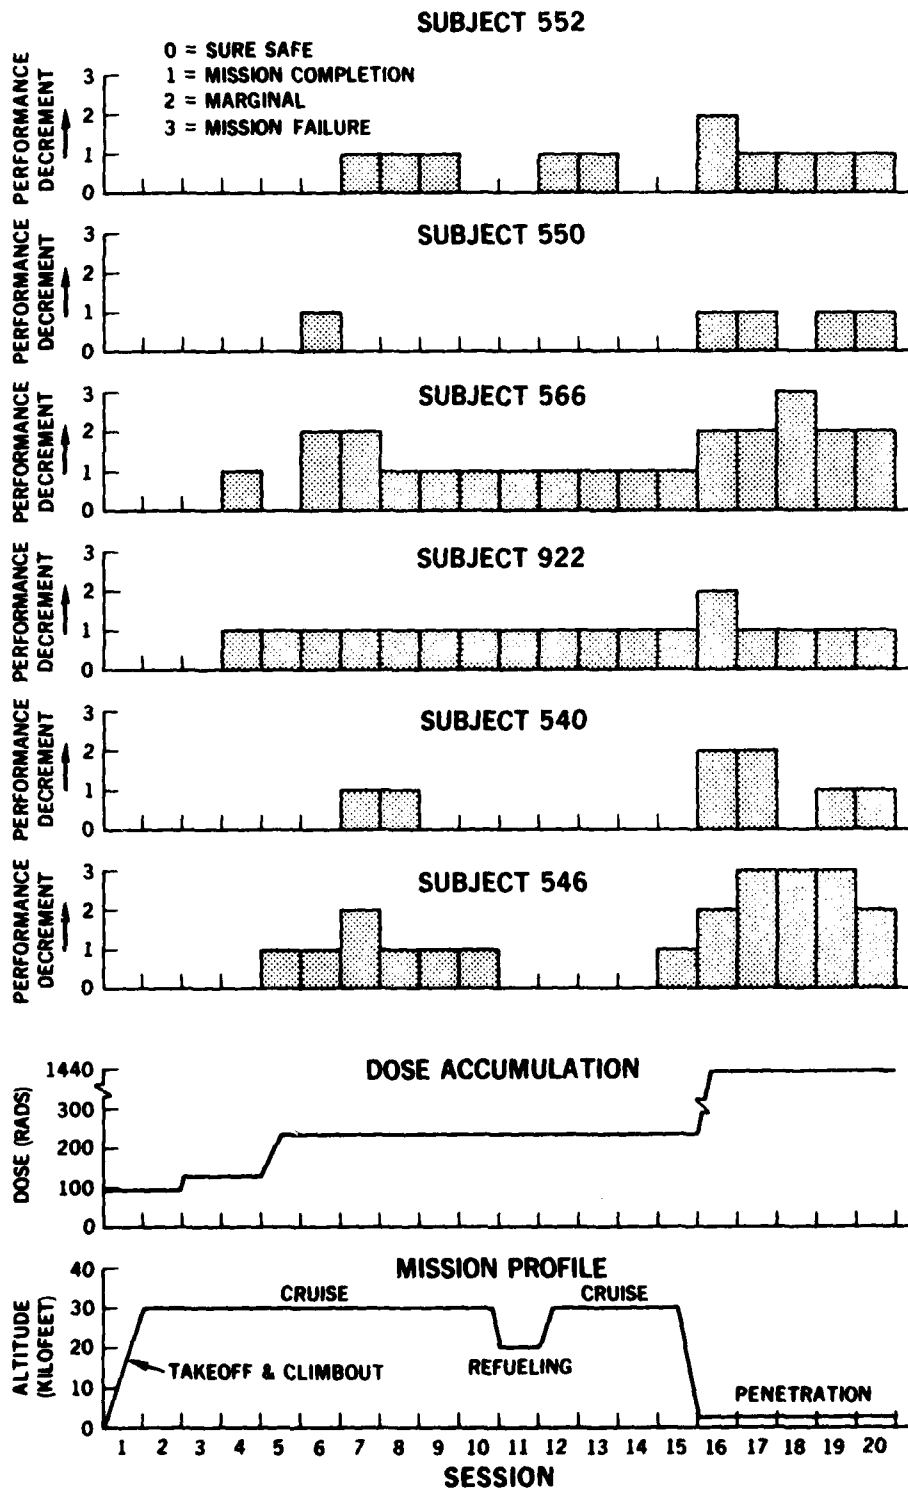 SUBJECT 552
0 = SURE SAFE
1 = MISSION COMPLETION
2 = MARGINAL
3 = MISSION FAILURE
PERFORMANCE
DECREMENT
3
2
1
0
SUBJECT 550
PERFORMANCE
DECREMENT
3
2
1
0
SUBJECT 566
PERFORMANCE
DECREMENT
3
2
1
0
SUBJECT 922
PERFORMANCE
DECREMENT
3
2
1
0
SUBJECT 540
PERFORMANCE
DECREMENT
3
2
1
0
SUBJECT 546
PERFORMANCE
DECREMENT
3
2
1
0
DOSE ACCUMULATION
DOSE (RADS)
1440
300
200
100
0
MISSION PROFILE
ALTITUDE
(KILOFEET)
40
30
20
10
0
CRUISE
CRUISE
TAKEOFF & CLIMBOUT
REFUELING
PENETRATION
1 2 3 4 5 6 7 8 9 10 11 12 13 14 15 16 17 18 19 20
SESSION